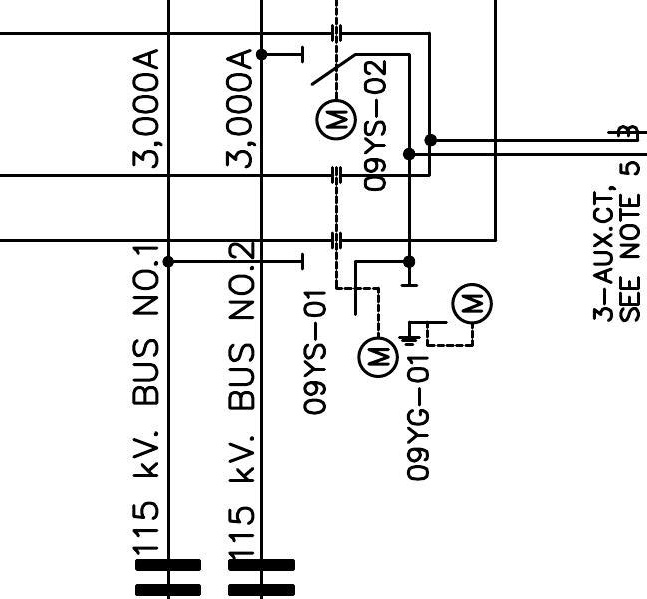 115 kV. BUS NO.1 3,000A
115 kV. BUS NO.2 3,000A
09YS-01
09YS-02
M
M
09YG-01
M
3-AUX.CT,
SEE NOTE 5